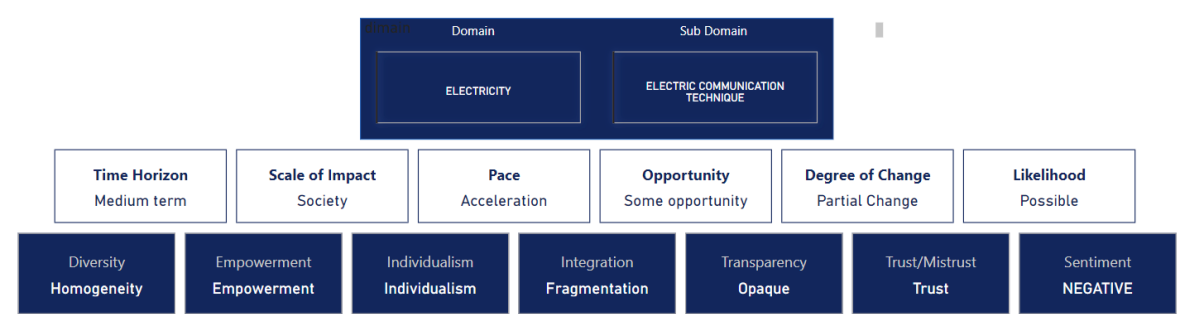 Domain Sub Domain
ELECTRICITY
ELECTRIC COMMUNICATION
TECHNIQUE
Time Horizon Scale of Impact Pace Opportunity Degree of Change Likelihood
Medium term Society Acceleration Some opportunity Partial Change Possible
Diversity Empowerment Individualism Integration Transparency Trust/Mistrust Sentiment
Homogeneity Empowerment Individualism Fragmentation Opaque Trust NEGATIVE